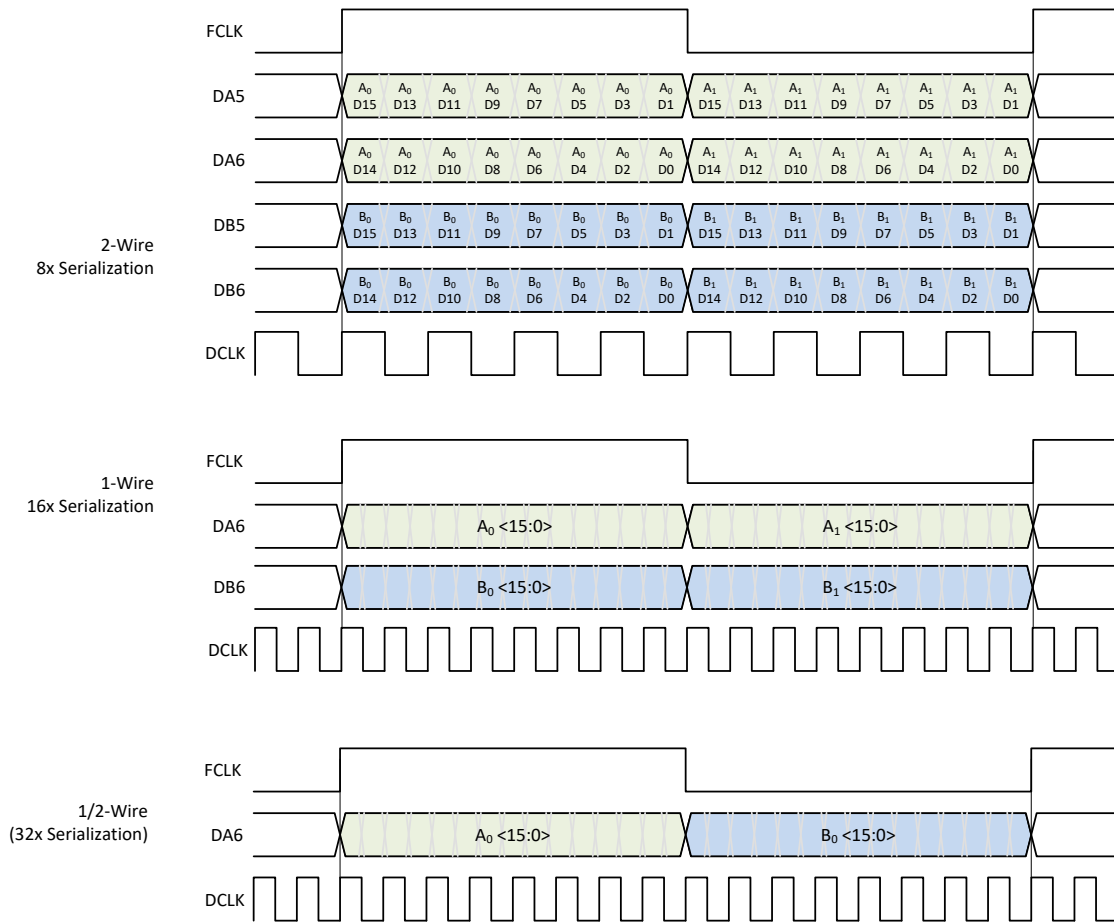 FCLK
DA5
A₀ A₀ A₀ A₀ A₀ A₀ A₀ A₀ A₁ A₁ A₁ A₁ A₁ A₁ A₁ A₁
D15 D13 D11 D9 D7 D5 D3 D1 D15 D13 D11 D9 D7 D5 D3 D1
DA6
A₀ A₀ A₀ A₀ A₀ A₀ A₀ A₀ A₁ A₁ A₁ A₁ A₁ A₁ A₁ A₁
D14 D12 D10 D8 D6 D4 D2 D0 D14 D12 D10 D8 D6 D4 D2 D0
2-Wire
8x Serialization
DB5
B₀ B₀ B₀ B₀ B₀ B₀ B₀ B₀ B₁ B₁ B₁ B₁ B₁ B₁ B₁ B₁
D15 D13 D11 D9 D7 D5 D3 D1 D15 D13 D11 D9 D7 D5 D3 D1
DB6
B₀ B₀ B₀ B₀ B₀ B₀ B₀ B₀ B₁ B₁ B₁ B₁ B₁ B₁ B₁ B₁
D14 D12 D10 D8 D6 D4 D2 D0 D14 D12 D10 D8 D6 D4 D2 D0
DCLK
FCLK
1-Wire
16x Serialization
DA6 A₀ <15:0> A₁ <15:0>
DB6 B₀ <15:0> B₁ <15:0>
DCLK
FCLK
1/2-Wire
(32x Serialization)
DA6 A₀ <15:0> B₀ <15:0>
DCLK